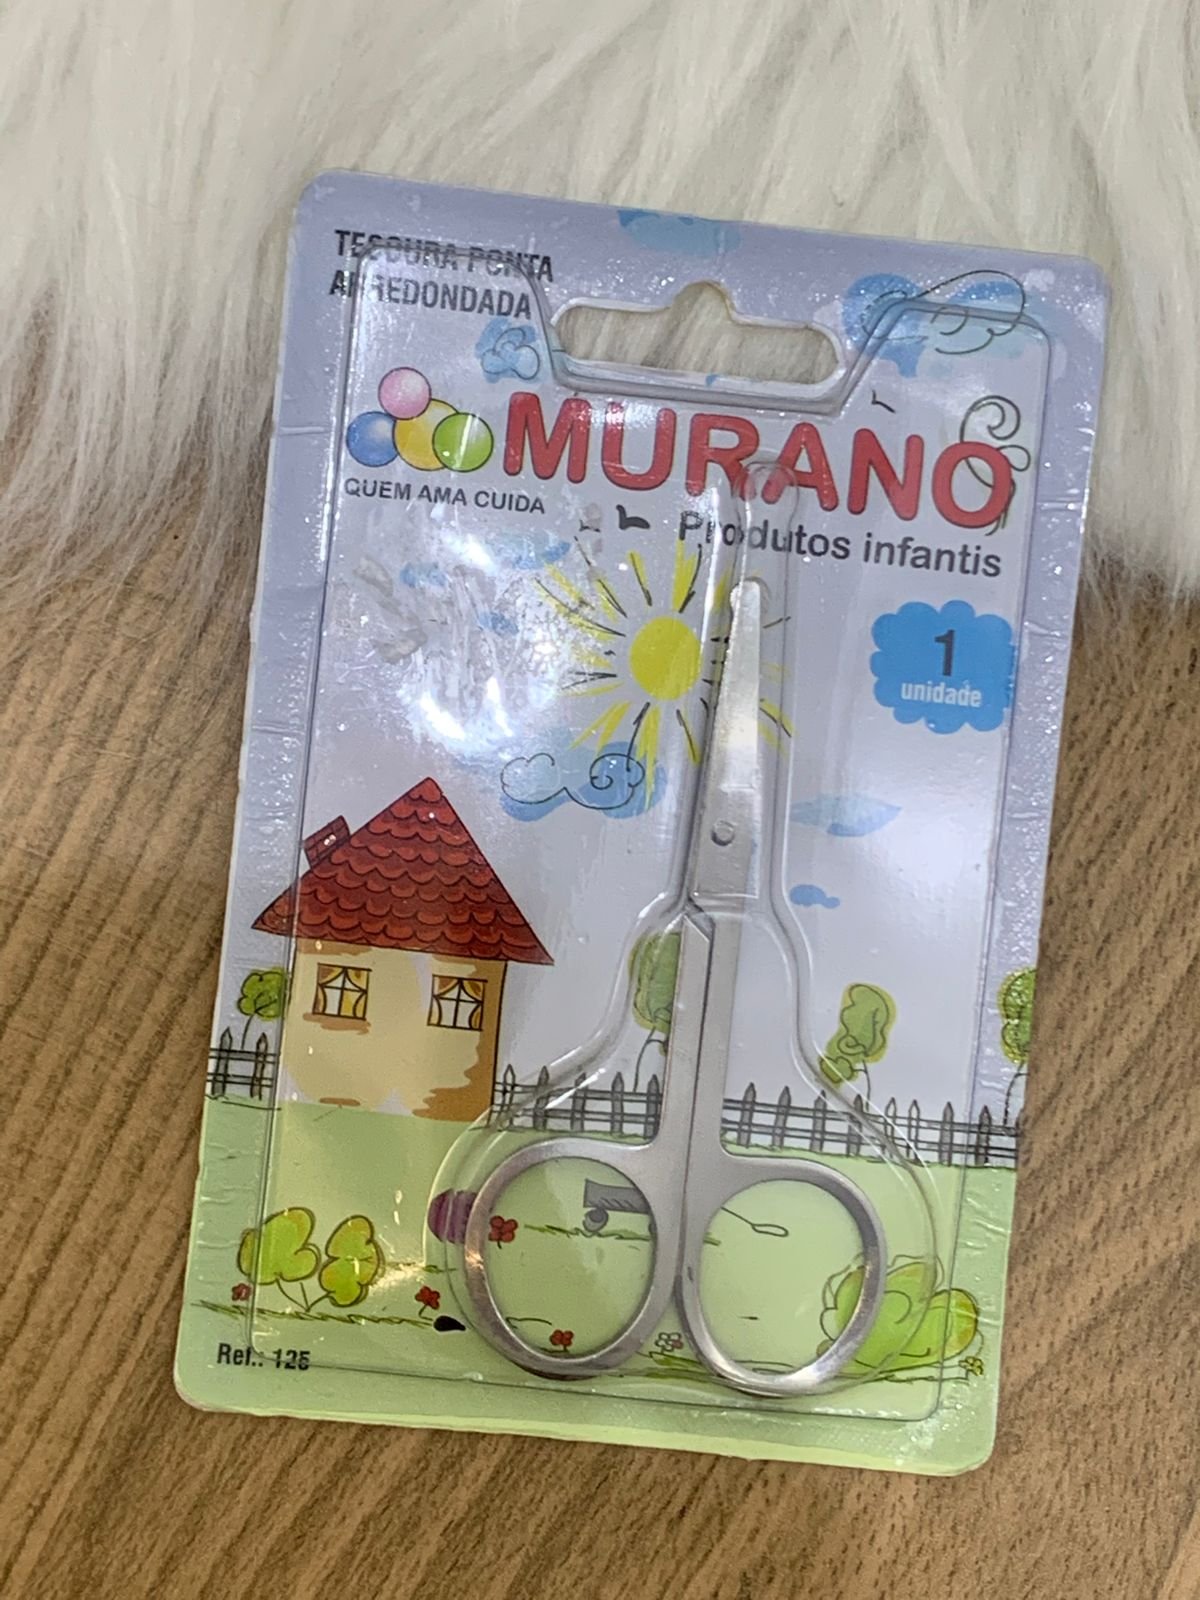 TESOURA PONTA
ARREDONDADA
MURANO
QUEM AMA CUIDA
Produtos infantis
1
unidade
Ref.: 125